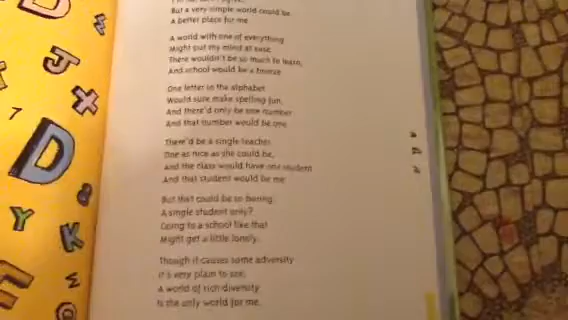 But a very simple world could be
A better place for me
A world with one of everything
Might put my mind at ease
There wouldn't be so much to learn,
And school would be a breeze
One letter in the alphabet
Would sure make spelling fun,
And there'd only be one number
And that number would be one
There'd be a single teacher
One as nice as she could be,
And the class would have one student
And that student would be me
But that could be so boring
A single student only?
Going to a school like that
Might get a little lonely.
Though it causes some adversity
It's very plain to see,
A world of rich diversity
Is the only world for me.
D
J
X
7
D
&
Y
K